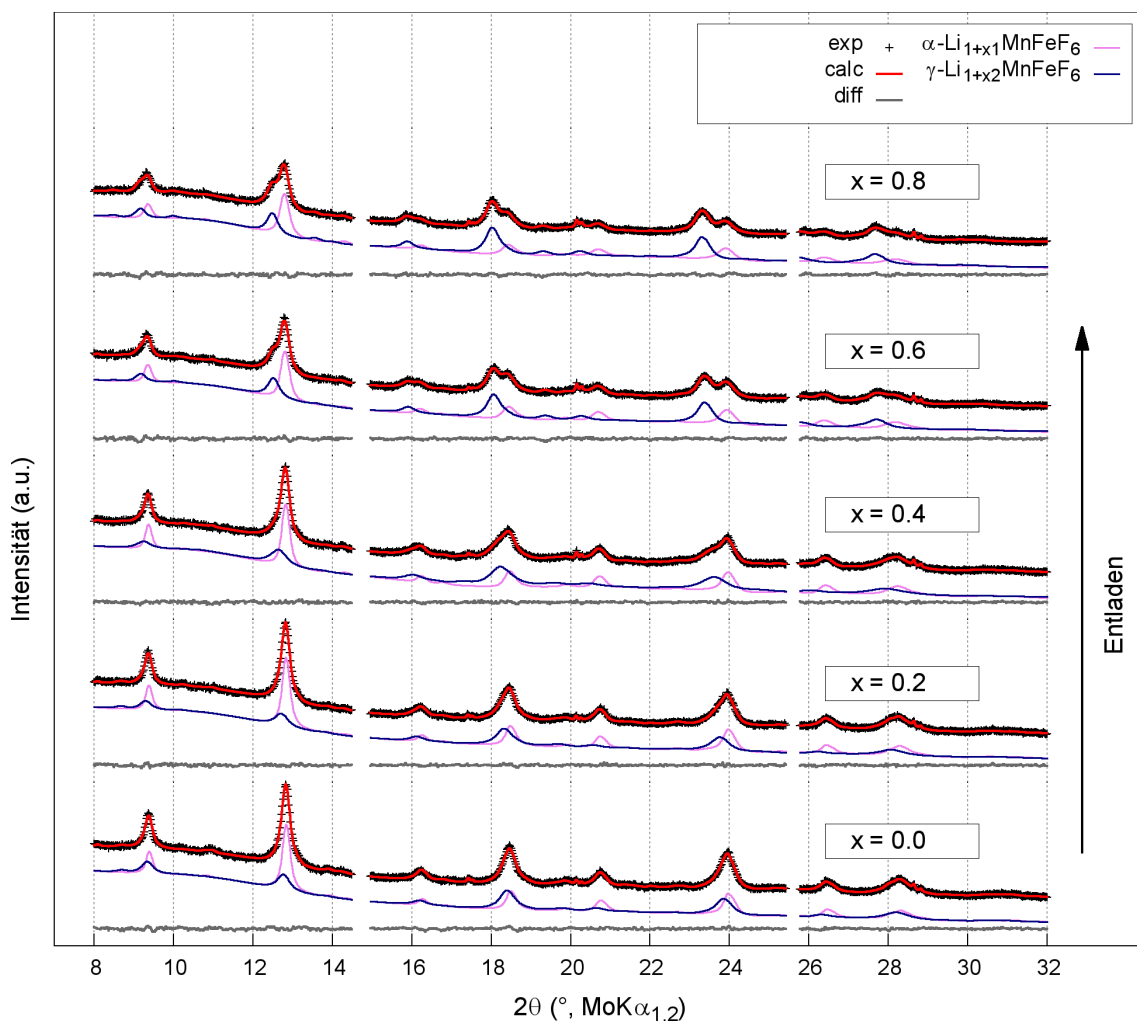 exp + α-Li1+x1MnFeF6
calc γ-Li1+x2MnFeF6
diff
x = 0.8
x = 0.6
x = 0.4
x = 0.2
x = 0.0
Intensität (a.u.)
Entladen
8 10 12 14 16 18 20 22 24 26 28 30 32
2θ (°, MoKα1,2)